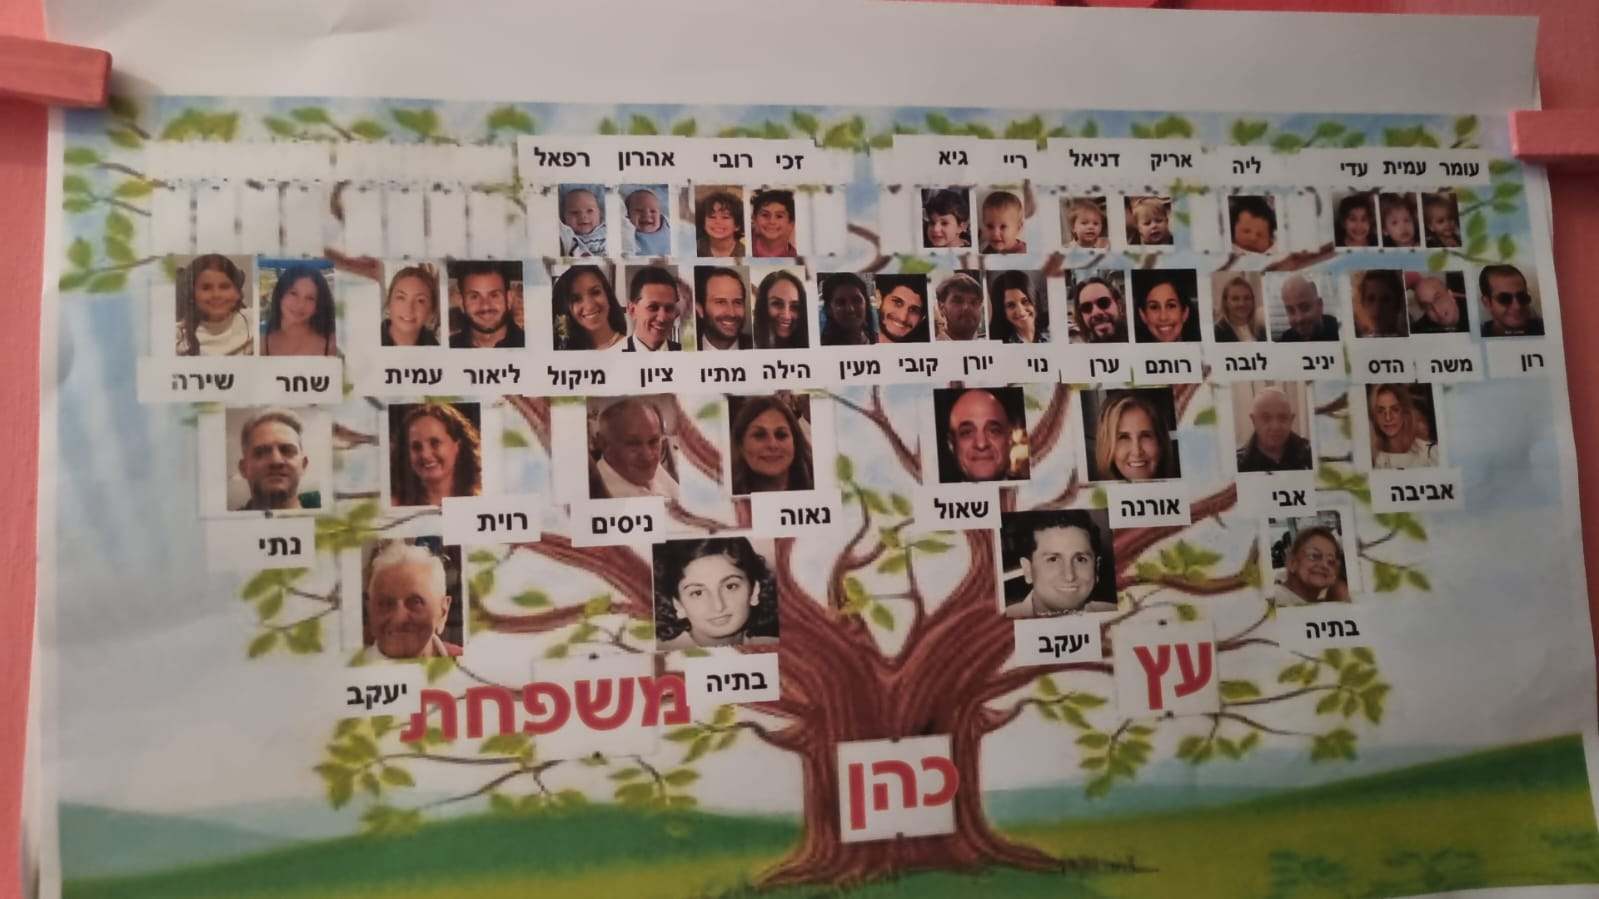 עומר עמית עדי ליה אריק דניאל ריי גיא זכי רובי אהרון רפאל
רון משה הדס יניב לובה רותם ערן נוי יורן קובי מעין הילה מתיו ציון מיקול ליאור עמית שחר שירה
אביבה אבי אורנה שאול נאוה ניסים רוית נתי
בתיה יעקב בתיה יעקב
עץ משפחת
כהן